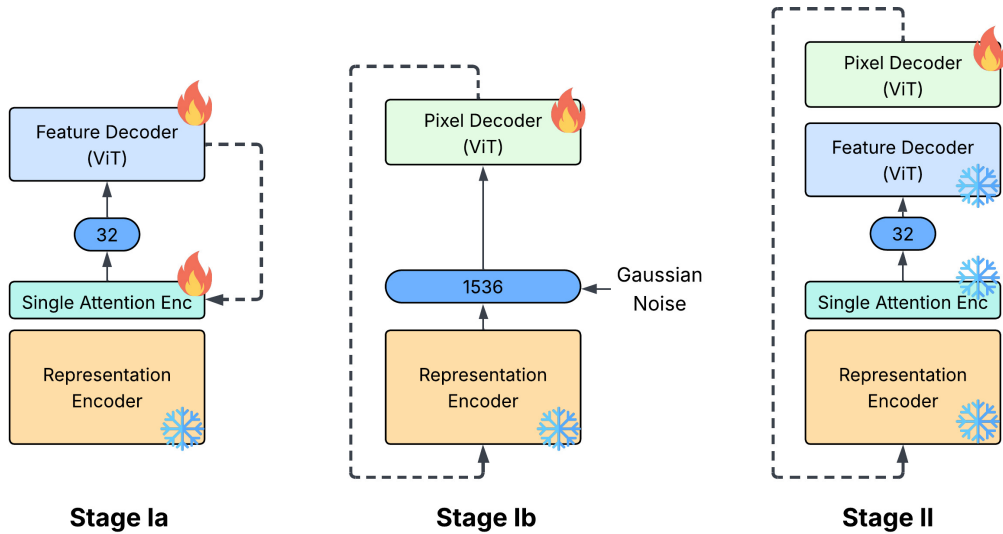 Feature Decoder
(ViT)
32
Single Attention Enc
Representation
Encoder
Stage Ia
Pixel Decoder
(ViT)
1536
Gaussian
Noise
Representation
Encoder
Stage Ib
Pixel Decoder
(ViT)
Feature Decoder
(ViT)
32
Single Attention Enc
Representation
Encoder
Stage II